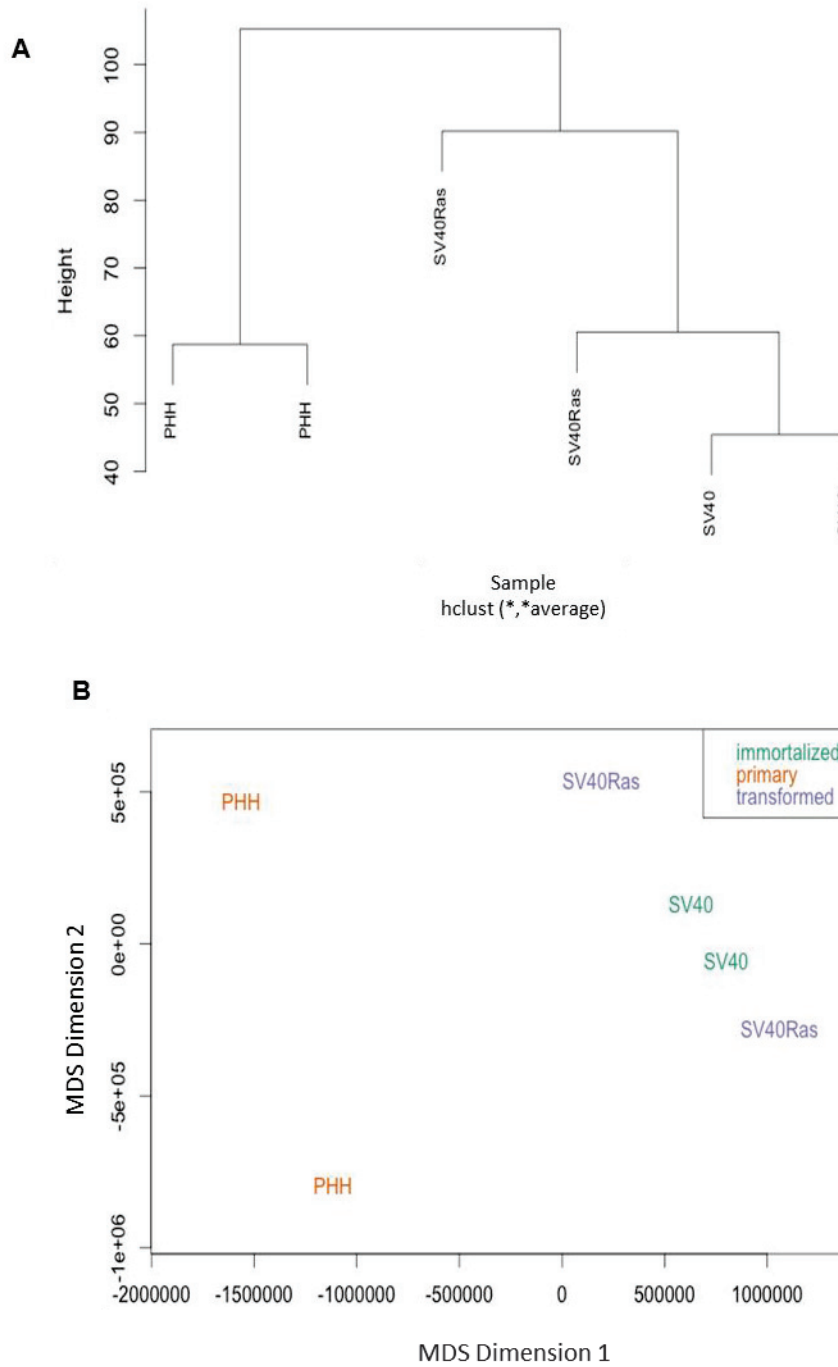 A
Height
100
90
80
70
60
50
40
PHH
PHH
SV40Ras
SV40Ras
SV40
Sample
hclust (*,*average)
B
MDS Dimension 2
5e+05
0e+00
-5e+05
-1e+06
immortalized
primary
transformed
PHH
SV40Ras
SV40
SV40
SV40Ras
PHH
-2000000 -1500000 -1000000 -500000 0 500000 1000000
MDS Dimension 1